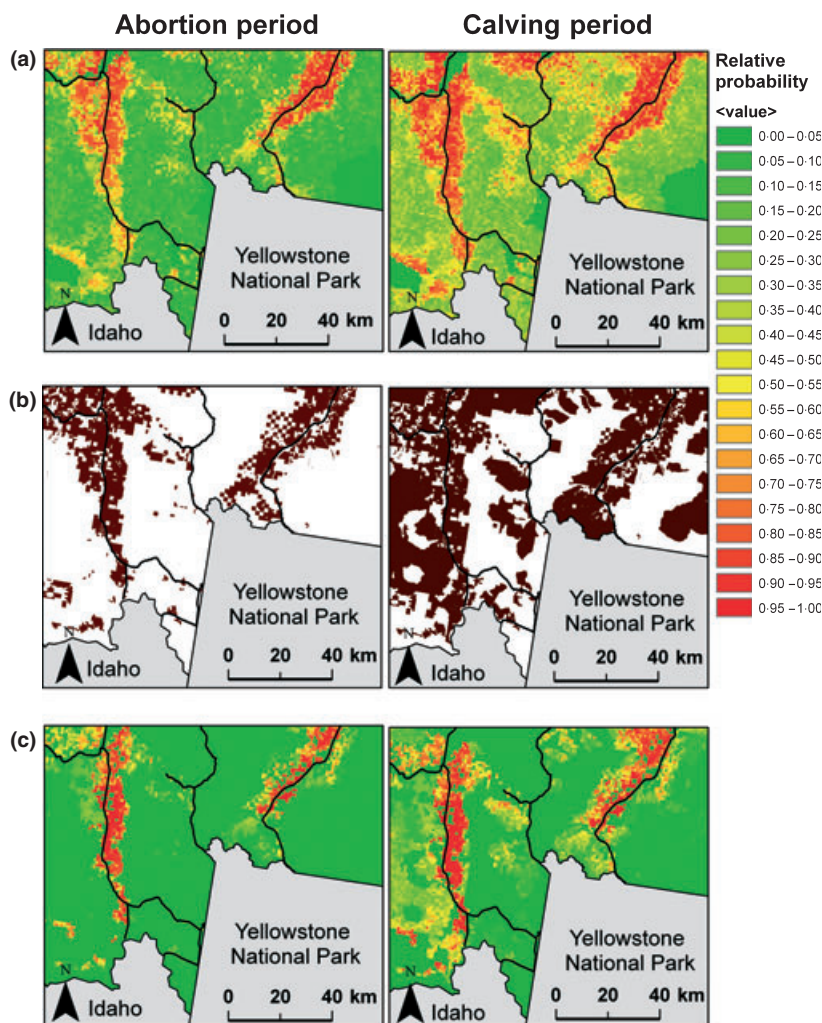 Abortion period
Calving period
(a)
Yellowstone
National Park
N
Idaho
0 20 40 km
Yellowstone
National Park
N
Idaho
0 20 40 km
Relative
probability
<value>
0·00 – 0·05
0·05 – 0·10
0·10 – 0·15
0·15 – 0·20
0·20 – 0·25
0·25 – 0·30
0·30 – 0·35
0·35 – 0·40
0·40 – 0·45
0·45 – 0·50
0·50 – 0·55
0·55 – 0·60
0·60 – 0·65
0·65 – 0·70
0·70 – 0·75
0·75 – 0·80
0·80 – 0·85
0·85 – 0·90
0·90 – 0·95
0·95 – 1·00
(b)
Yellowstone
National Park
N
Idaho
0 20 40 km
Yellowstone
National Park
N
Idaho
0 20 40 km
(c)
Yellowstone
National Park
N
Idaho
0 20 40 km
Yellowstone
National Park
N
Idaho
0 20 40 km